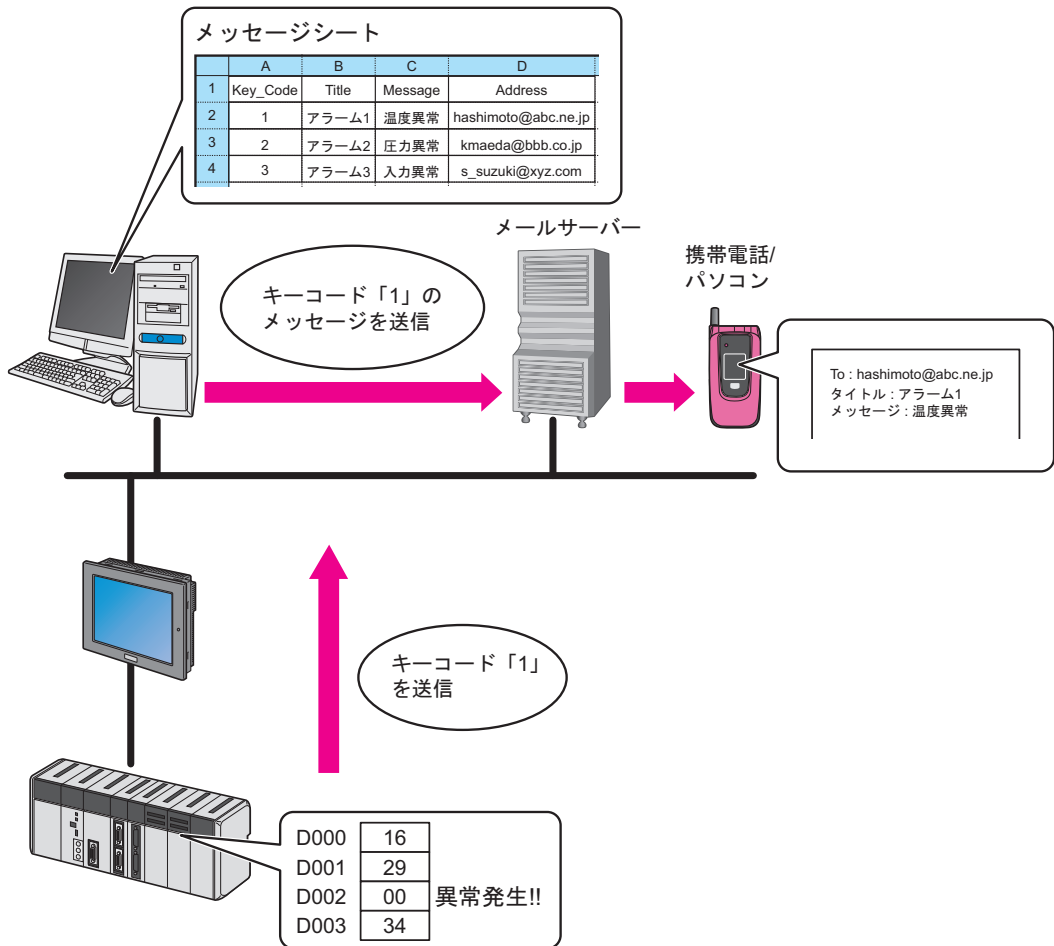 メッセージシート
A B C D
1 Key_Code Title Message Address
2 1 アラーム1 温度異常 hashimoto@abc.ne.jp
3 2 アラーム2 圧力異常 kmaeda@bbb.co.jp
4 3 アラーム3 入力異常 s_suzuki@xyz.com
メールサーバー
携帯電話/
パソコン
キーコード「1」の
メッセージを送信
To : hashimoto@abc.ne.jp
タイトル : アラーム1
メッセージ : 温度異常
キーコード「1」
を送信
D000 16
D001 29
D002 00 異常発生!!
D003 34